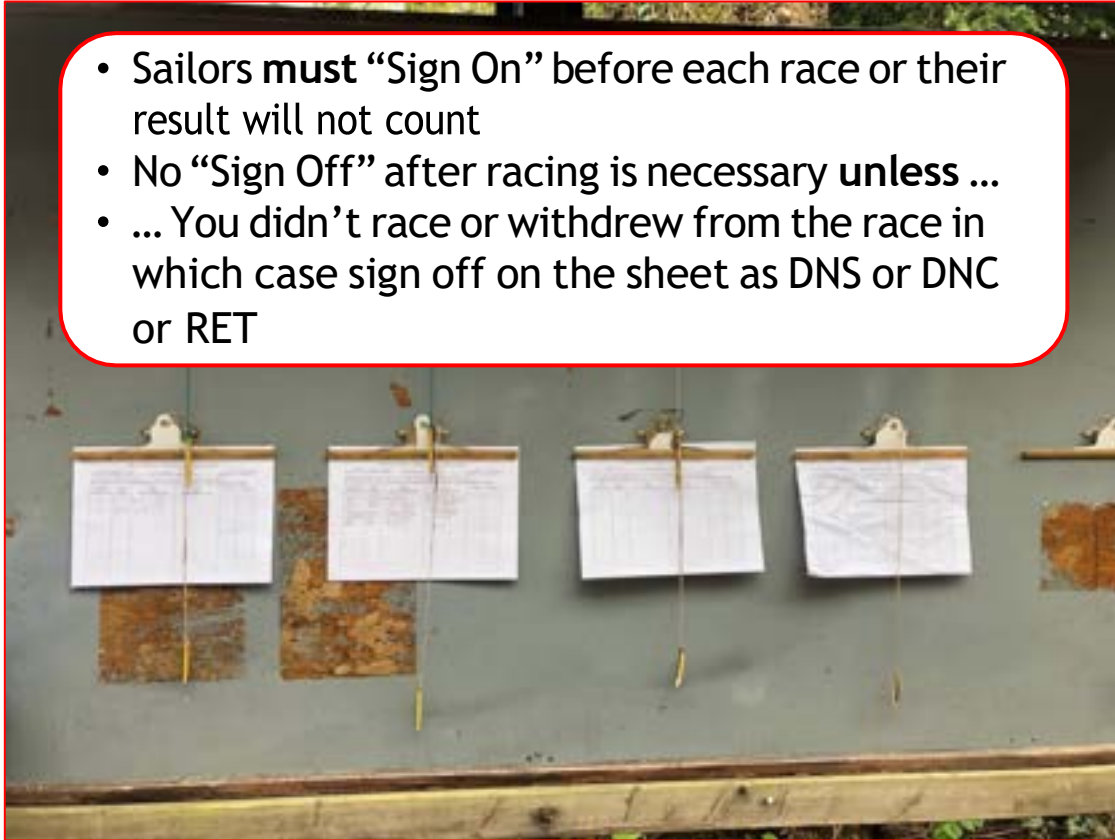 • Sailors must “Sign On” before each race or their
result will not count
• No “Sign Off” after racing is necessary unless …
• … You didn’t race or withdrew from the race in
which case sign off on the sheet as DNS or DNC
or RET